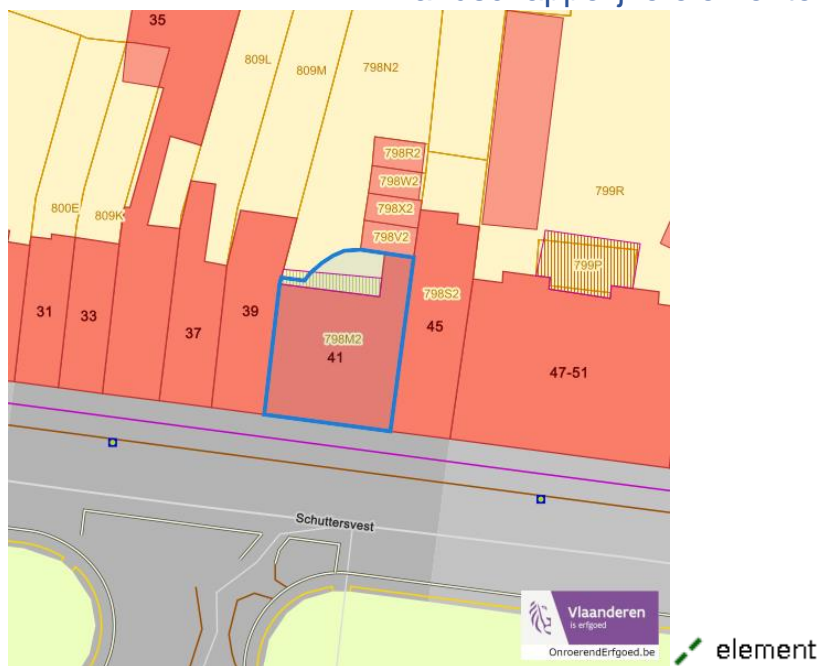 35
809L
809M
798N2
798R2
798W2
799R
798X2
800E
809K
798V2
799P
798S2
31
33
37
39
798M2
41
45
47-51
Schuttersvest
Vlaanderen
is erfgoed
OnroerendErfgoed.be
element